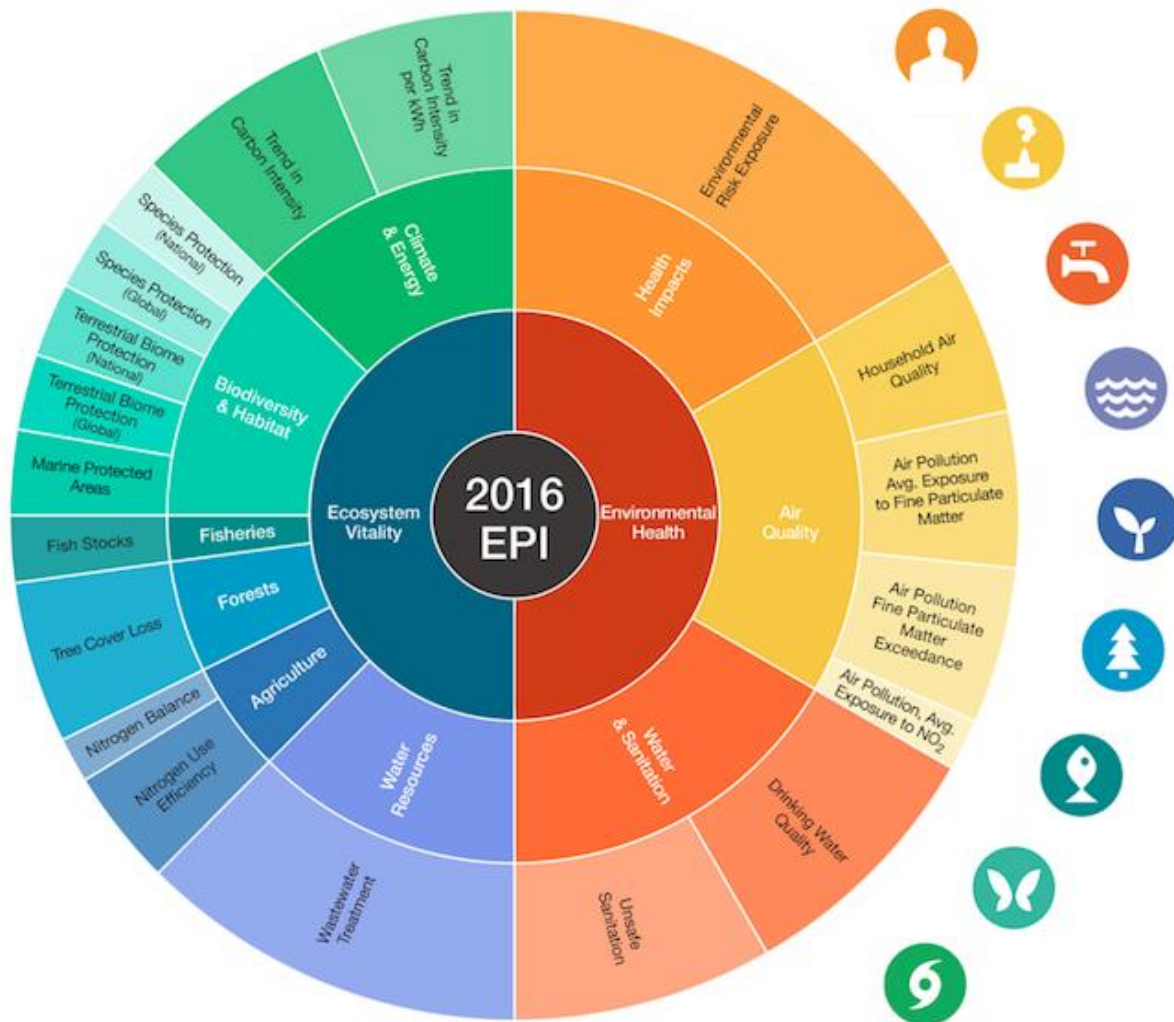 2016
EPI
Environmental
Health
Ecosystem
Vitality
Health
Impacts
Environmental
Risk Exposure
Air
Quality
Household Air
Quality
Air Pollution
Avg. Exposure
to Fine Particulate
Matter
Air Pollution
Fine Particulate
Matter
Exceedance
Air Pollution, Avg.
Exposure to NO2
Water
& Sanitation
Drinking Water
Quality
Unsafe
Sanitation
Water
Resources
Wastewater
Treatment
Agriculture
Nitrogen Use
Efficiency
Nitrogen Balance
Forests
Tree Cover Loss
Fisheries
Fish Stocks
Biodiversity
& Habitat
Marine Protected
Areas
Terrestrial Biome
Protection
(Global)
Terrestrial Biome
Protection
(National)
Species Protection
(Global)
Species Protection
(National)
Climate
& Energy
Trend in
Carbon Intensity
Trend in
Carbon Intensity
per kWh